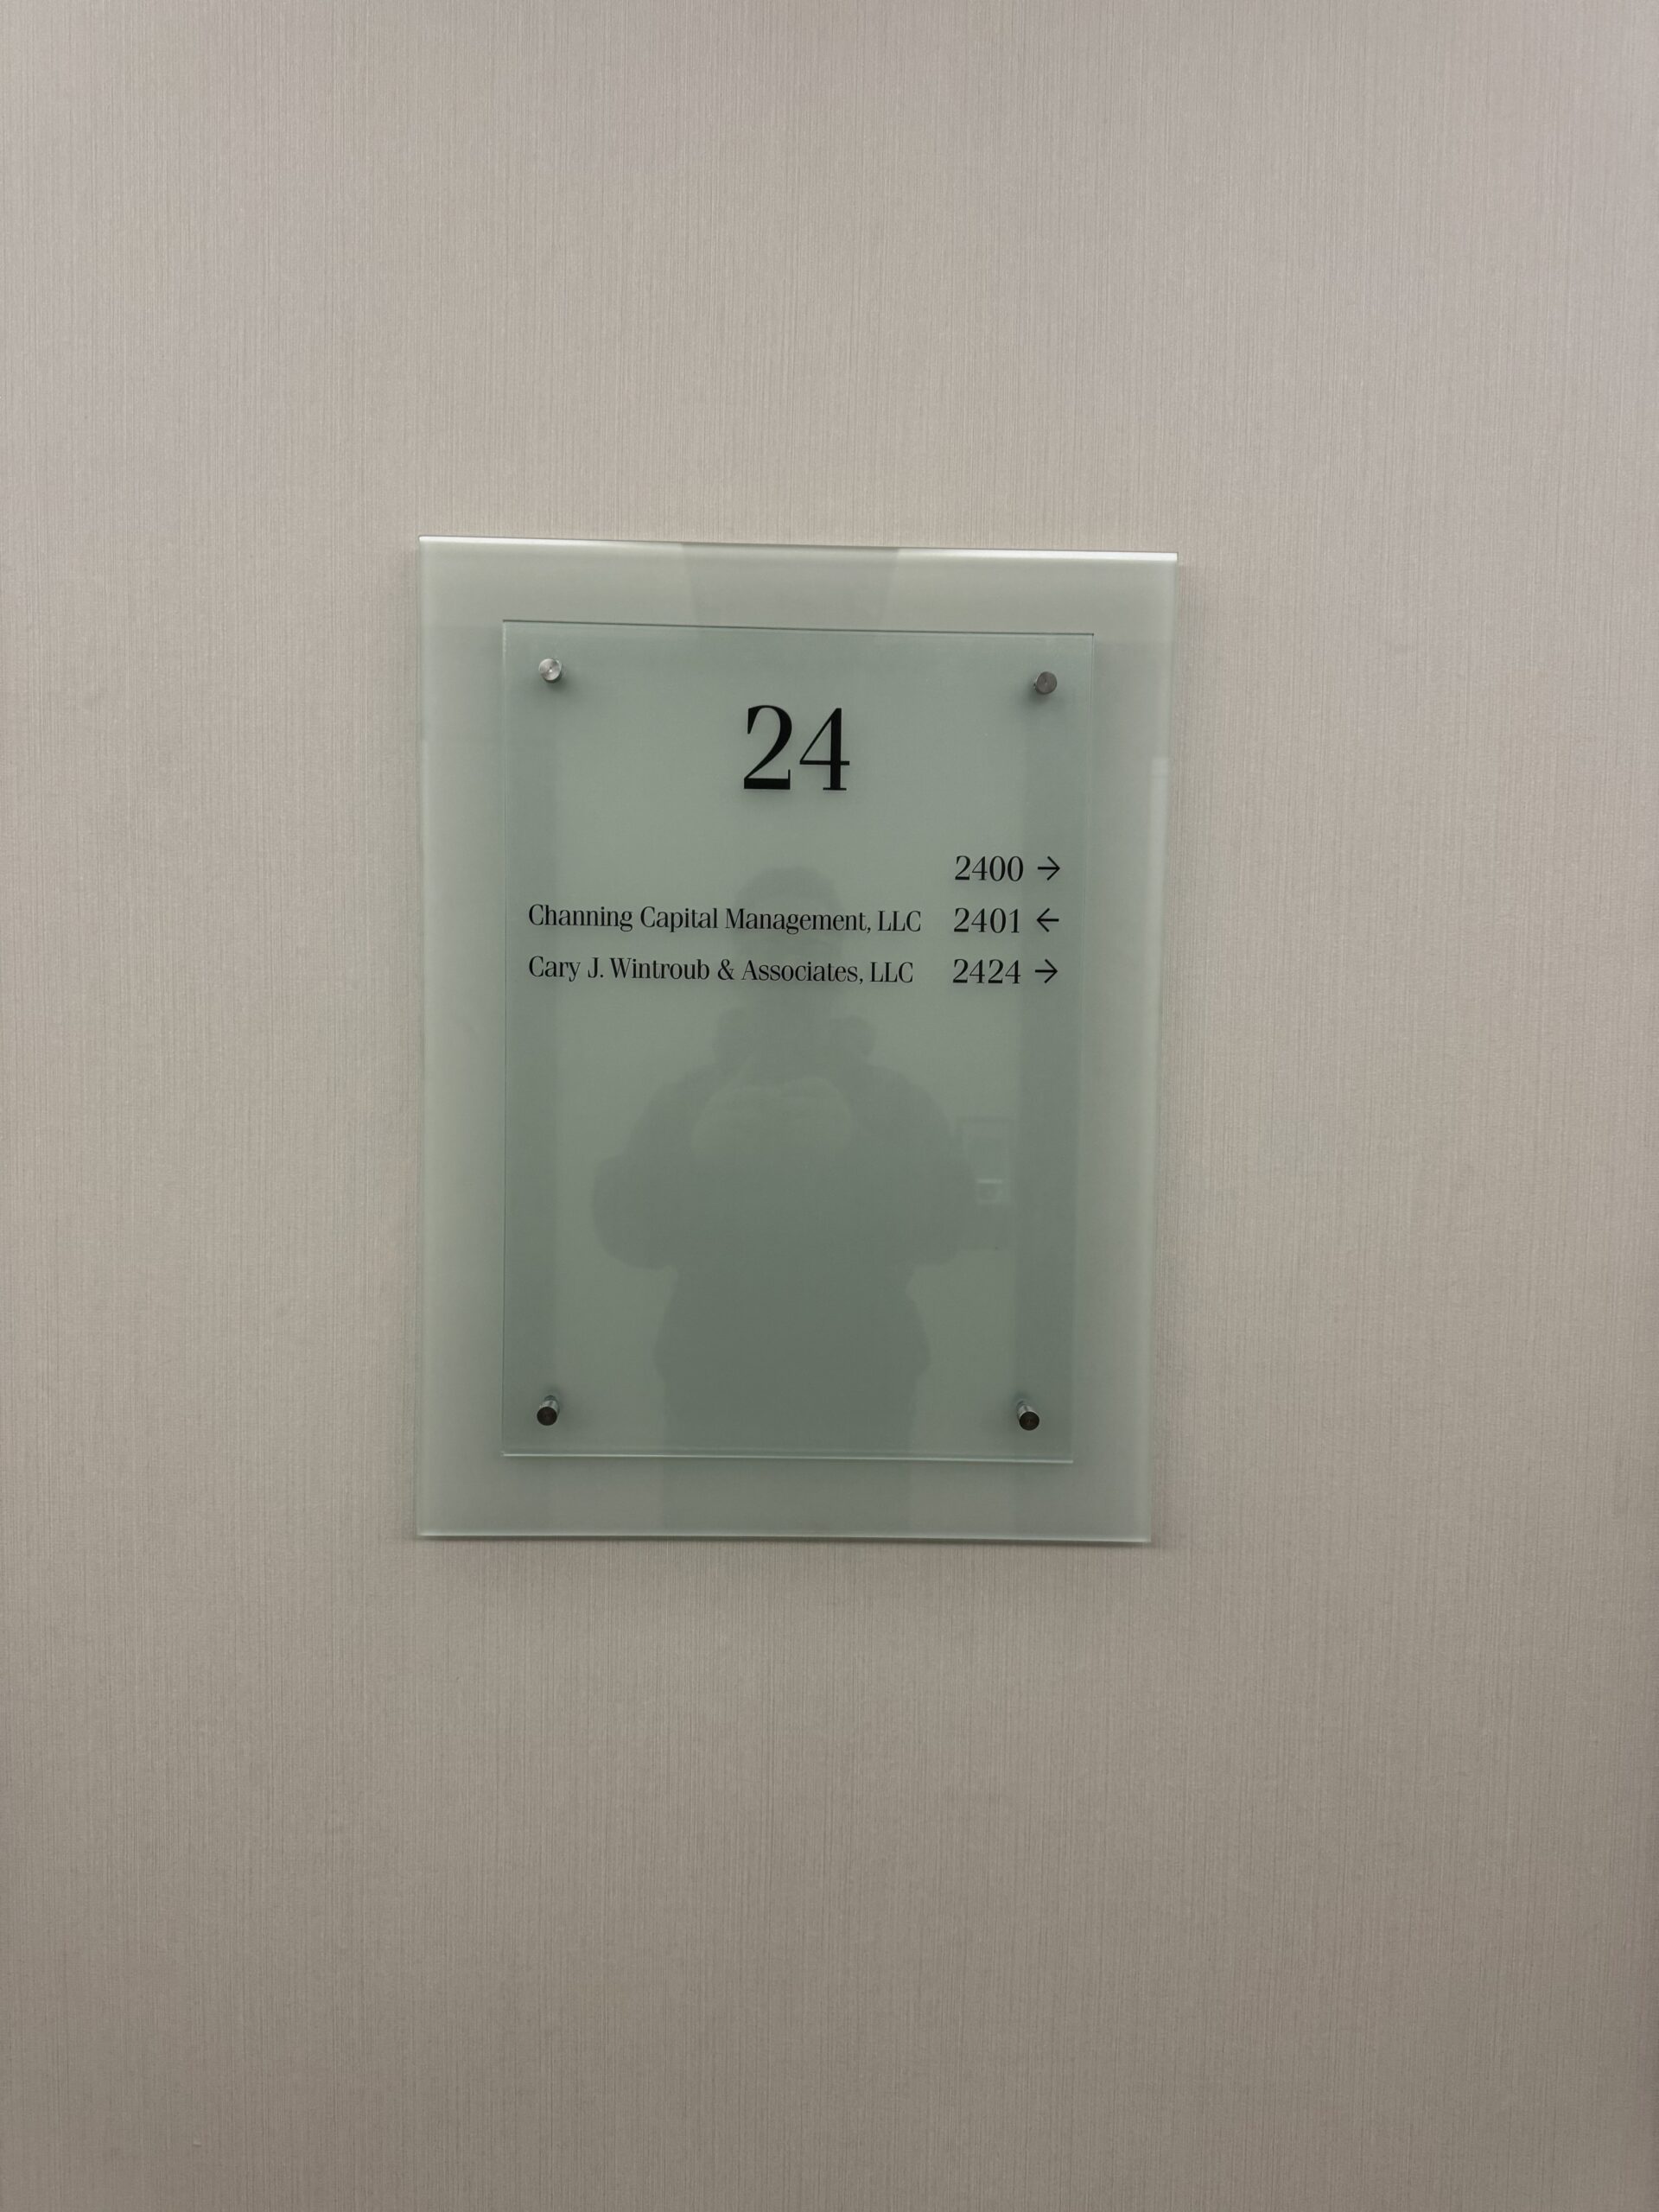 24
2400 →
Channing Capital Management, LLC 2401 ←
Cary J. Wintroub & Associates, LLC 2424 →